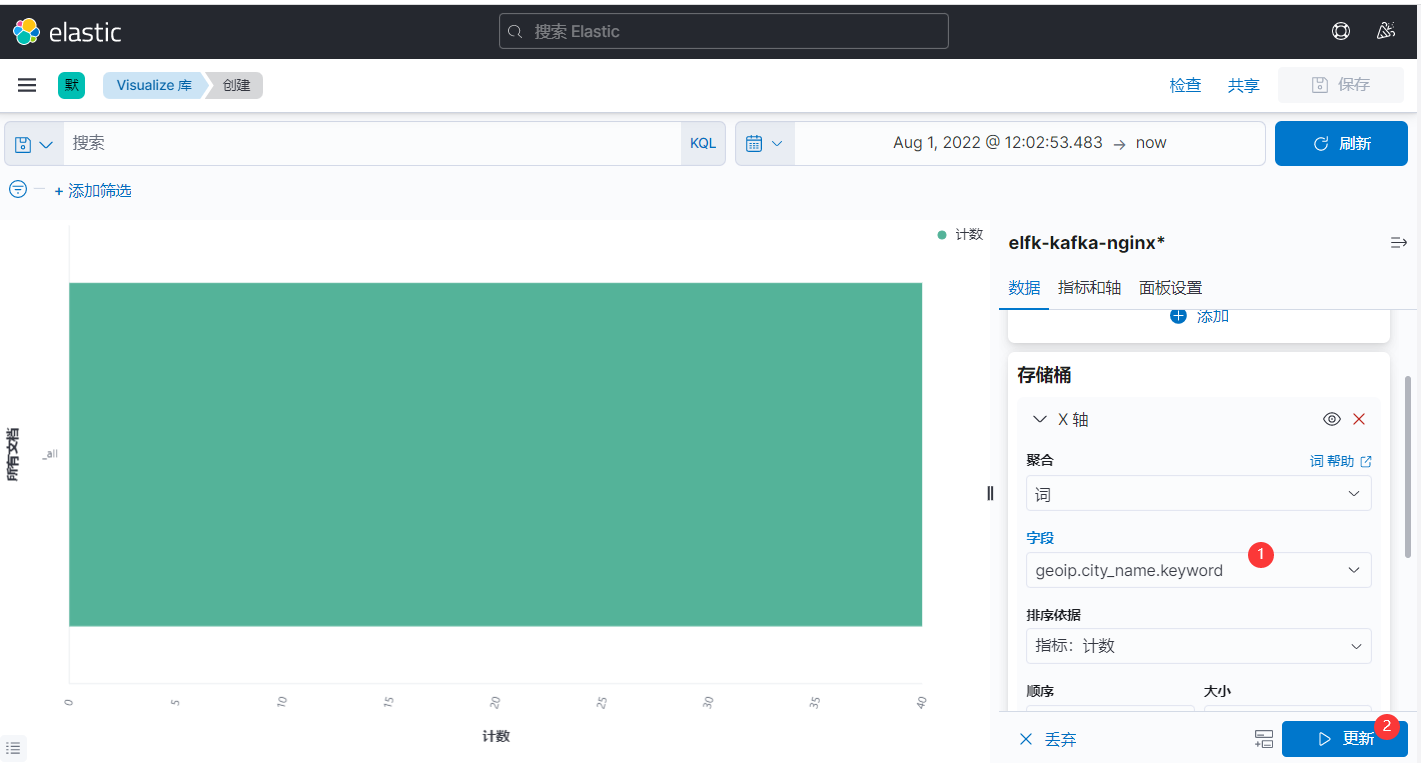 elastic
搜索 Elastic
默
Visualize 库
创建
检查
共享
保存
搜索
KQL
Aug 1, 2022 @ 12:02:53.483 → now
刷新
+ 添加筛选
计数
所有文档
_all
0 5 10 15 20 25 30 35 40
计数
elfk-kafka-nginx*
数据 指标和轴 面板设置
添加
存储桶
X 轴
聚合
词 帮助
词
字段
1
geoip.city_name.keyword
排序依据
指标：计数
顺序 大小
丢弃
更新
2